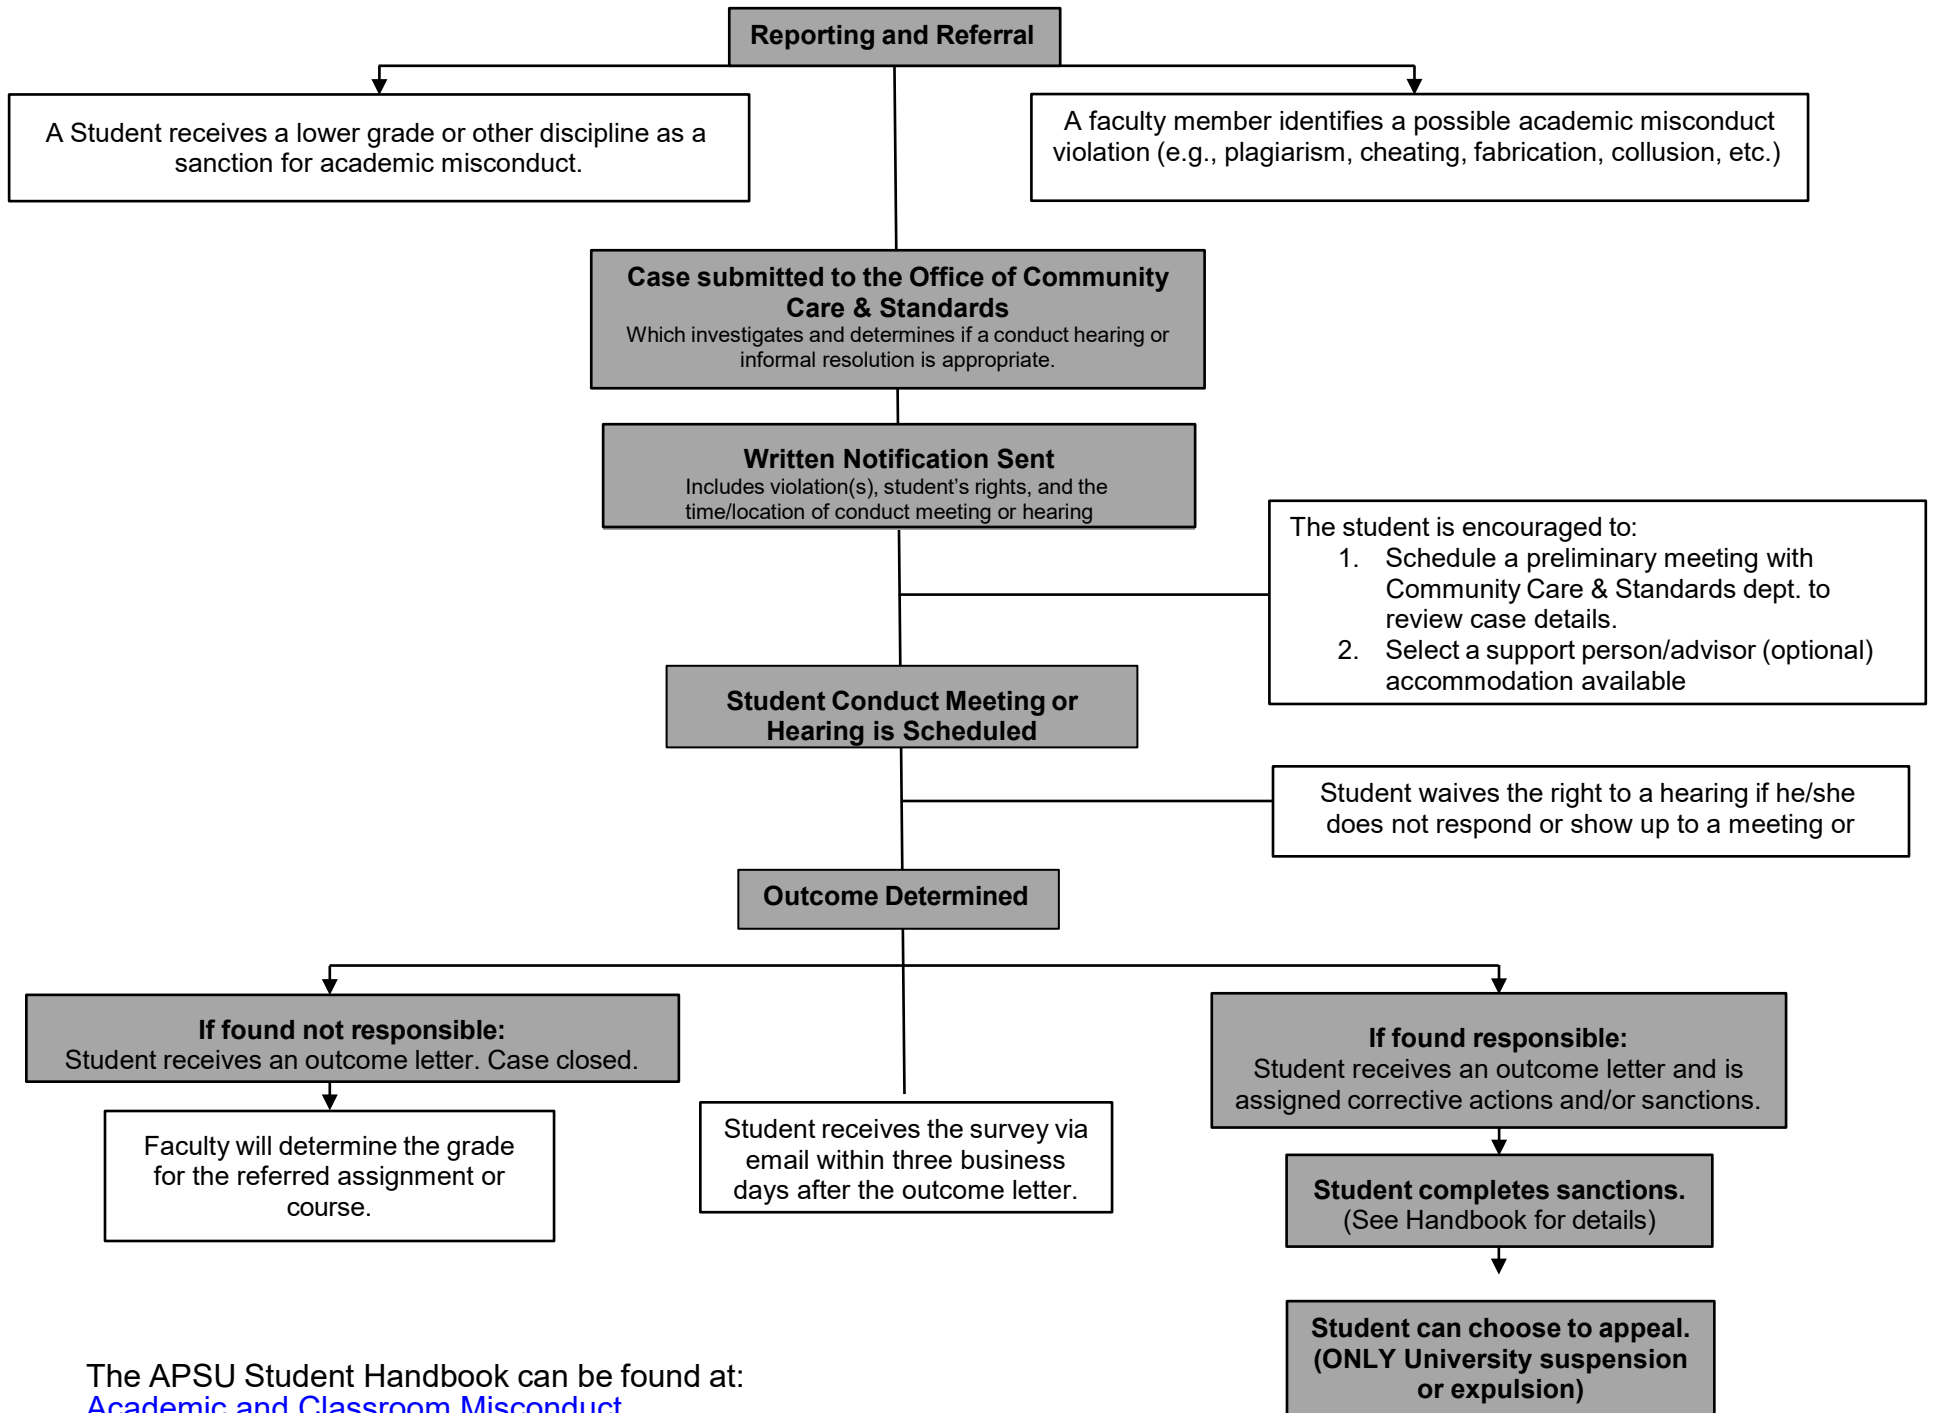 Reporting and Referral
A Student receives a lower grade or other discipline as a
sanction for academic misconduct.
A faculty member identifies a possible academic misconduct
violation (e.g., plagiarism, cheating, fabrication, collusion, etc.)
Case submitted to the Office of Community
Care & Standards
Which investigates and determines if a conduct hearing or
informal resolution is appropriate.
Written Notification Sent
Includes violation(s), student’s rights, and the
time/location of conduct meeting or hearing
The student is encouraged to:
1. Schedule a preliminary meeting with
Community Care & Standards dept. to
review case details.
2. Select a support person/advisor (optional)
accommodation available
Student Conduct Meeting or
Hearing is Scheduled
Student waives the right to a hearing if he/she
does not respond or show up to a meeting or
Outcome Determined
If found not responsible:
Student receives an outcome letter. Case closed.
Faculty will determine the grade
for the referred assignment or
course.
Student receives the survey via
email within three business
days after the outcome letter.
If found responsible:
Student receives an outcome letter and is
assigned corrective actions and/or sanctions.
Student completes sanctions.
(See Handbook for details)
Student can choose to appeal.
(ONLY University suspension
or expulsion)
The APSU Student Handbook can be found at:
Academic and Classroom Misconduct